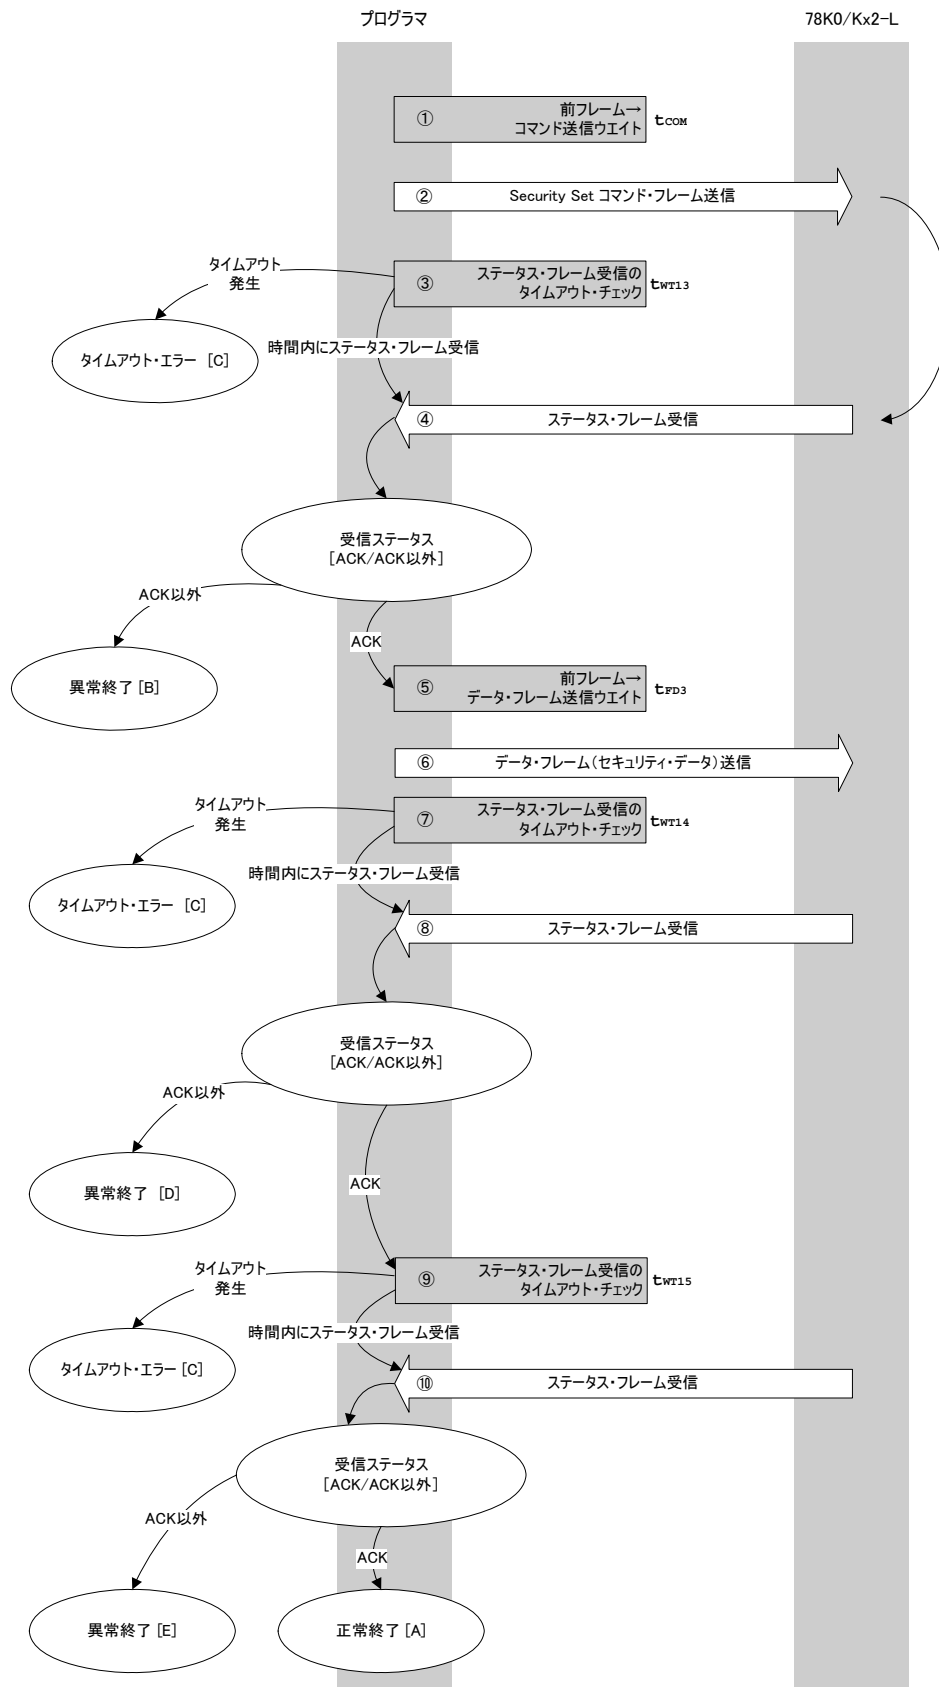 プログラマ
78K0/Kx2-L
①
前フレーム→
コマンド送信ウエイト
tCOM
②
Security Set コマンド・フレーム送信
タイムアウト
発生
③
ステータス・フレーム受信の
タイムアウト・チェック
tWT13
タイムアウト・エラー [C]
時間内にステータス・フレーム受信
④
ステータス・フレーム受信
受信ステータス
[ACK/ACK以外]
ACK以外
ACK
異常終了 [B]
⑤
前フレーム→
データ・フレーム送信ウエイト
tFD3
⑥
データ・フレーム(セキュリティ・データ)送信
タイムアウト
発生
⑦
ステータス・フレーム受信の
タイムアウト・チェック
tWT14
時間内にステータス・フレーム受信
タイムアウト・エラー [C]
⑧
ステータス・フレーム受信
受信ステータス
[ACK/ACK以外]
ACK以外
ACK
異常終了 [D]
タイムアウト
発生
⑨
ステータス・フレーム受信の
タイムアウト・チェック
tWT15
時間内にステータス・フレーム受信
タイムアウト・エラー [C]
⑩
ステータス・フレーム受信
受信ステータス
[ACK/ACK以外]
ACK以外
ACK
異常終了 [E]
正常終了 [A]